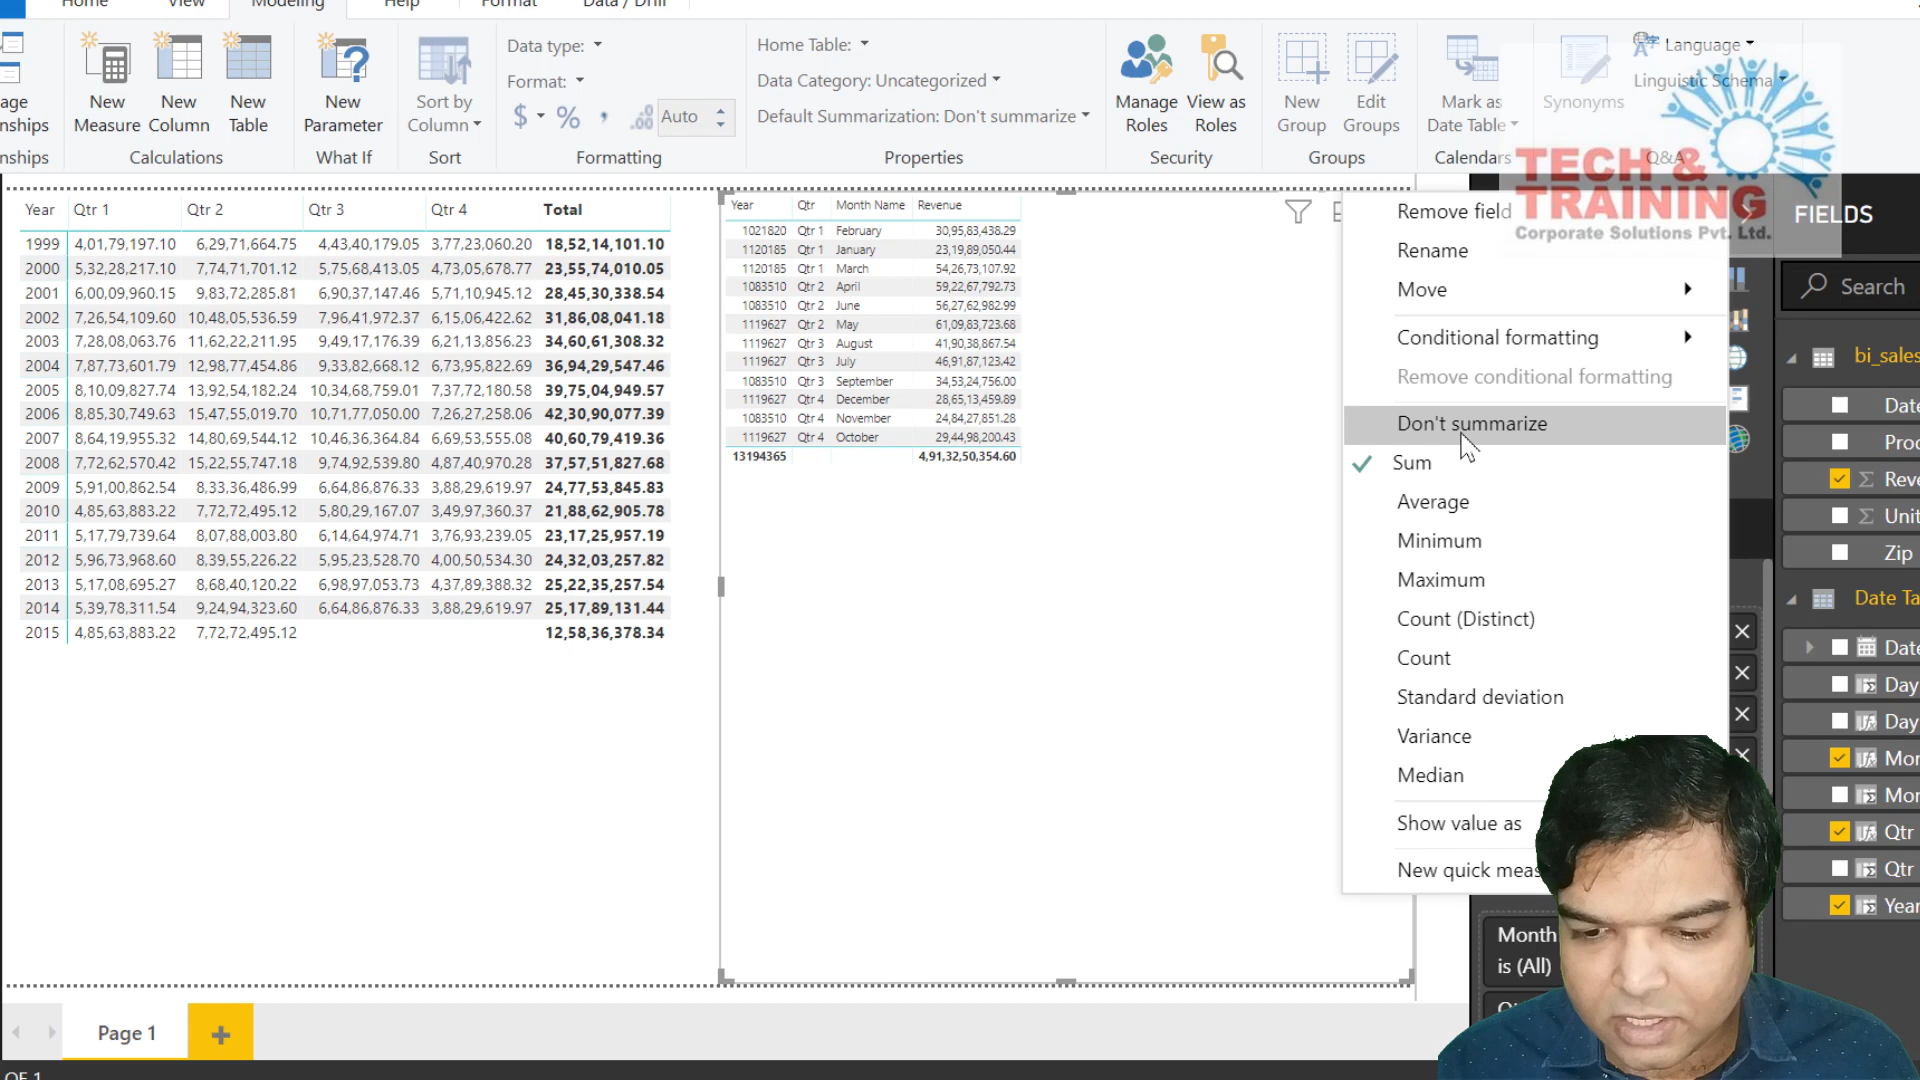 Home View Modeling Help Format Data / Drill
age
nships
nships
New
Measure
New
Column
New
Table
Calculations
New
Parameter
What If
Sort by
Column
Sort
Data type:
Format:
$ % , .00 Auto
Formatting
Home Table:
Data Category: Uncategorized
Default Summarization: Don't summarize
Properties
Manage
Roles
View as
Roles
Security
New
Group
Edit
Groups
Groups
Mark as
Date Table
Calendars
Synonyms
Language
Linguistic Schema
Q&A
TECH &
TRAINING
Corporate Solutions Pvt. Ltd.
Year Qtr 1 Qtr 2 Qtr 3 Qtr 4 Total
1999 4,01,79,197.10 6,29,71,664.75 4,43,40,179.05 3,77,23,060.20 18,52,14,101.10
2000 5,32,28,217.10 7,74,71,701.12 5,75,68,413.05 4,73,05,678.77 23,55,74,010.05
2001 6,00,09,960.15 9,83,72,285.81 6,90,37,147.46 5,71,10,945.12 28,45,30,338.54
2002 7,26,54,109.60 10,48,05,536.59 7,96,41,972.37 6,15,06,422.62 31,86,08,041.18
2003 7,28,08,063.76 11,62,22,211.95 9,49,17,176.39 6,21,13,856.23 34,60,61,308.32
2004 7,87,73,601.79 12,98,77,454.86 9,33,82,668.12 6,73,95,822.69 36,94,29,547.46
2005 8,10,09,827.74 13,92,54,182.24 10,34,68,759.01 7,37,72,180.58 39,75,04,949.57
2006 8,85,30,749.63 15,47,55,019.70 10,71,77,050.00 7,26,27,258.06 42,30,90,077.39
2007 8,64,19,955.32 14,80,69,544.12 10,46,36,364.84 6,69,53,555.08 40,60,79,419.36
2008 7,72,62,570.42 15,22,55,747.18 9,74,92,539.80 4,87,40,970.28 37,57,51,827.68
2009 5,91,00,862.54 8,33,36,486.99 6,64,86,876.33 3,88,29,619.97 24,77,53,845.83
2010 4,85,63,883.22 7,72,72,495.12 5,80,29,167.07 3,49,97,360.37 21,88,62,905.78
2011 5,17,79,739.64 8,07,88,003.80 6,14,64,974.71 3,76,93,239.05 23,17,25,957.19
2012 5,96,73,968.60 8,39,55,226.22 5,95,23,528.70 4,00,50,534.30 24,32,03,257.82
2013 5,17,08,695.27 8,68,40,120.22 6,98,97,053.73 4,37,89,388.32 25,22,35,257.54
2014 5,39,78,311.54 9,24,94,323.60 6,64,86,876.33 3,88,29,619.97 25,17,89,131.44
2015 4,85,63,883.22 7,72,72,495.12 12,58,36,378.34
Year Qtr Month Name Revenue
1021820 Qtr 1 February 30,95,83,438.29
1120185 Qtr 1 January 23,19,89,050.44
1120185 Qtr 1 March 54,26,73,107.92
1083510 Qtr 2 April 59,22,67,792.73
1083510 Qtr 2 June 56,27,62,982.99
1119627 Qtr 2 May 61,09,83,723.68
1119627 Qtr 3 August 41,90,38,867.54
1119627 Qtr 3 July 46,91,87,123.42
1083510 Qtr 3 September 34,53,24,756.00
1119627 Qtr 4 December 28,65,13,459.89
1083510 Qtr 4 November 24,84,27,851.28
1119627 Qtr 4 October 29,44,98,200.43
13194365 4,91,32,50,354.60
Remove field
Rename
Move
Conditional formatting
Remove conditional formatting
Don't summarize
Sum
Average
Minimum
Maximum
Count (Distinct)
Count
Standard deviation
Variance
Median
Show value as
New quick meas
Month
is (All)
FIELDS
Search
bi_sales
Date
Prod
Σ Reve
Σ Unit
Zip
Date Ta
Date
Day
Day
Mon
Mon
Qtr
Qtr
Year
Page 1
OF 1